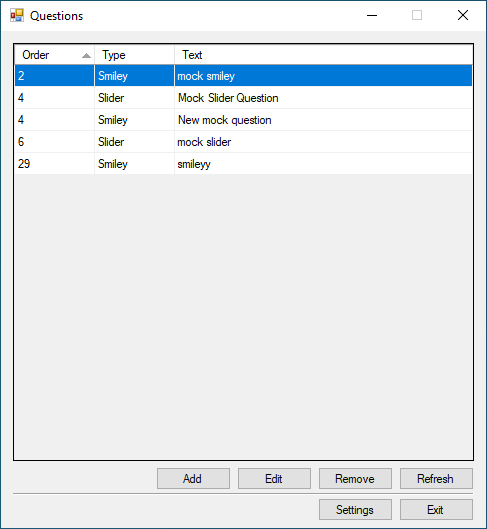 Questions
Order Type Text
2 Smiley mock smiley
4 Slider Mock Slider Question
4 Smiley New mock question
6 Slider mock slider
29 Smiley smileyy
Add Edit Remove Refresh
Settings Exit